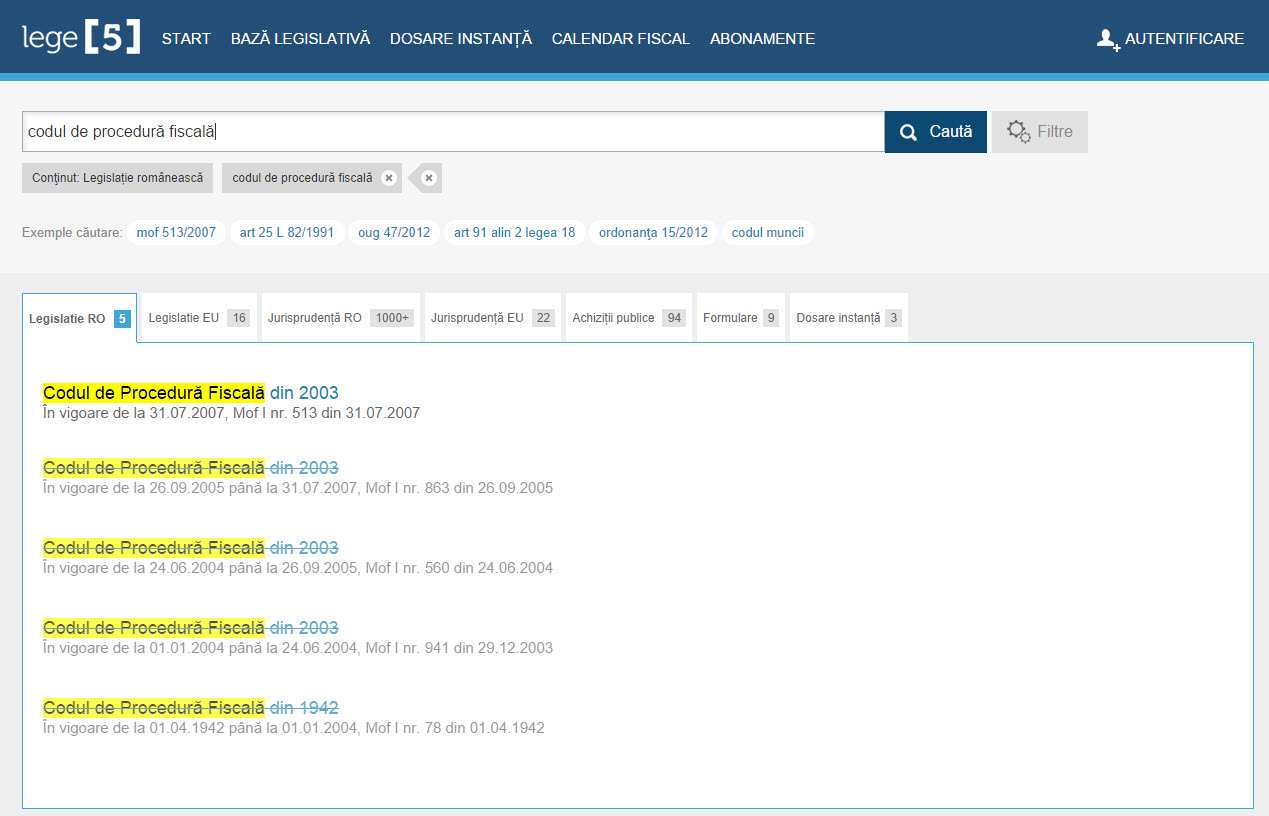 lege [5] START BAZĂ LEGISLATIVĂ DOSARE INSTANȚĂ CALENDAR FISCAL ABONAMENTE AUTENTIFICARE
codul de procedură fiscală Caută Filtre
Conţinut: Legislație românească codul de procedură fiscală
Exemple căutare: mof 513/2007 art 25 L 82/1991 oug 47/2012 art 91 alin 2 legea 18 ordonanţa 15/2012 codul muncii
Legislatie RO 5 Legislatie EU 16 Jurisprudență RO 1000+ Jurisprudență EU 22 Achiziții publice 94 Formulare 9 Dosare instanță 3
Codul de Procedură Fiscală din 2003
În vigoare de la 31.07.2007, Mof I nr. 513 din 31.07.2007
Codul de Procedură Fiscală din 2003
În vigoare de la 26.09.2005 până la 31.07.2007, Mof I nr. 863 din 26.09.2005
Codul de Procedură Fiscală din 2003
În vigoare de la 24.06.2004 până la 26.09.2005, Mof I nr. 560 din 24.06.2004
Codul de Procedură Fiscală din 2003
În vigoare de la 01.01.2004 până la 24.06.2004, Mof I nr. 941 din 29.12.2003
Codul de Procedură Fiscală din 1942
În vigoare de la 01.04.1942 până la 01.01.2004, Mof I nr. 78 din 01.04.1942